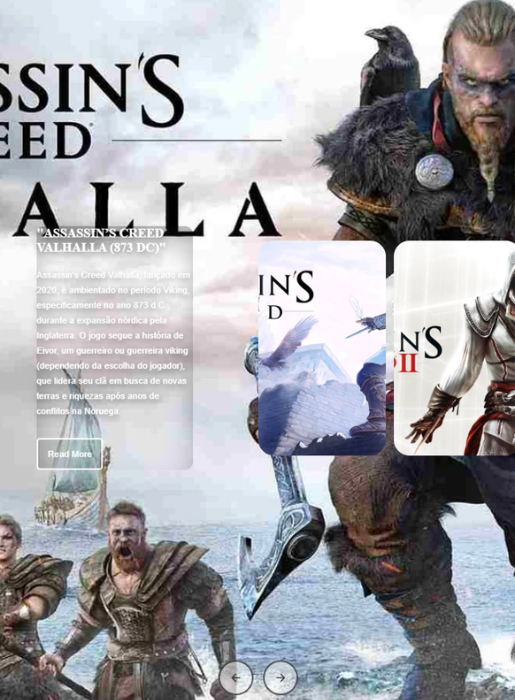 SSIN'S
EED
ALLA
"ASSASSIN'S CREED
VALHALLA (873 DC)"
Assassin's Creed Valhalla, lançado em
2020, é ambientado no período Viking,
especificamente no ano 873 d.C.,
durante a expansão nórdica pela
Inglaterra. O jogo segue a história de
Eivor, um guerreiro ou guerreira viking
(dependendo da escolha do jogador),
que lidera seu clã em busca de novas
terras e riquezas após anos de
conflitos na Noruega.
Read More
IN'S
D
N'S
II